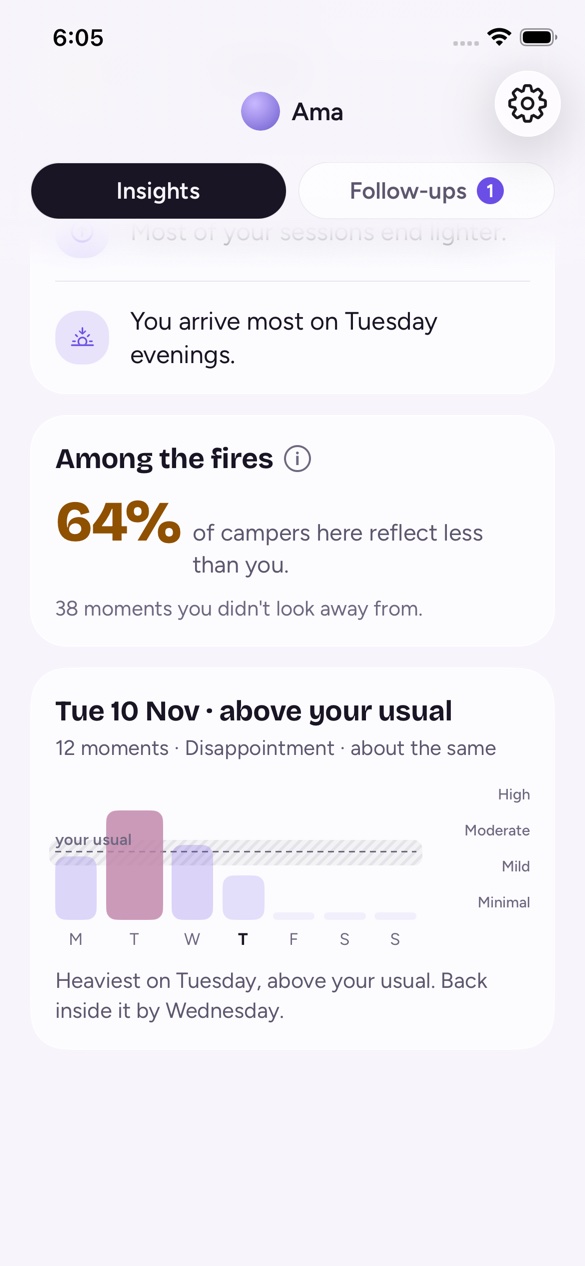 6:05
Ama
Insights
Follow-ups 1
Most of your sessions end lighter.
You arrive most on Tuesday
evenings.
Among the fires
64% of campers here reflect less
than you.
38 moments you didn't look away from.
Tue 10 Nov · above your usual
12 moments · Disappointment · about the same
High
your usual
Moderate
Mild
Minimal
M T W T F S S
Heaviest on Tuesday, above your usual. Back
inside it by Wednesday.